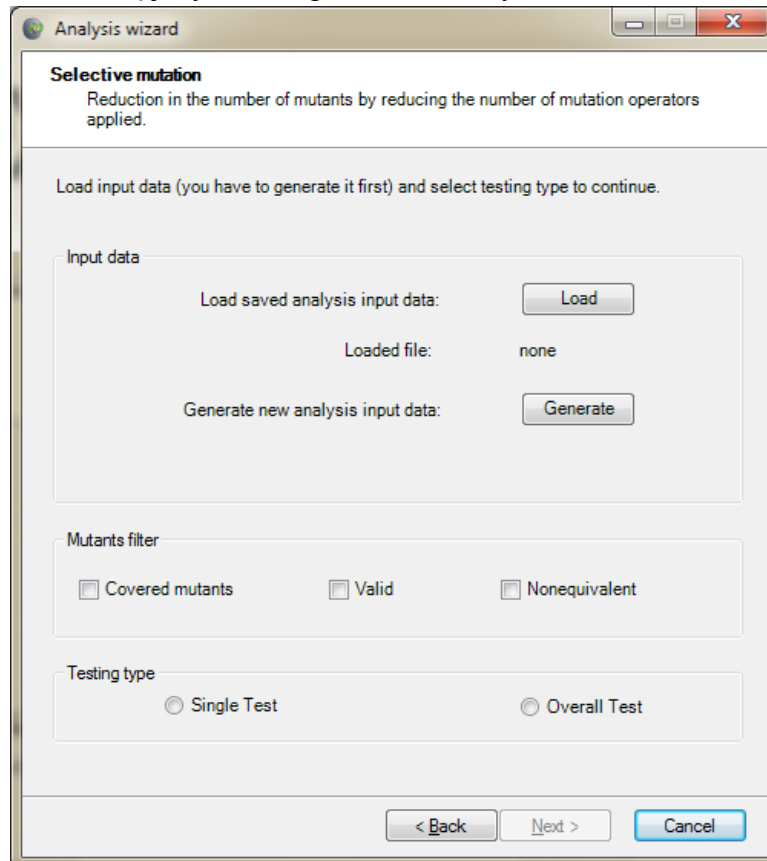 Analysis wizard
Selective mutation
Reduction in the number of mutants by reducing the number of mutation operators
applied.
Load input data (you have to generate it first) and select testing type to continue.
Input data
Load saved analysis input data: Load
Loaded file: none
Generate new analysis input data: Generate
Mutants filter
Covered mutants Valid Nonequivalent
Testing type
Single Test Overall Test
< Back Next > Cancel